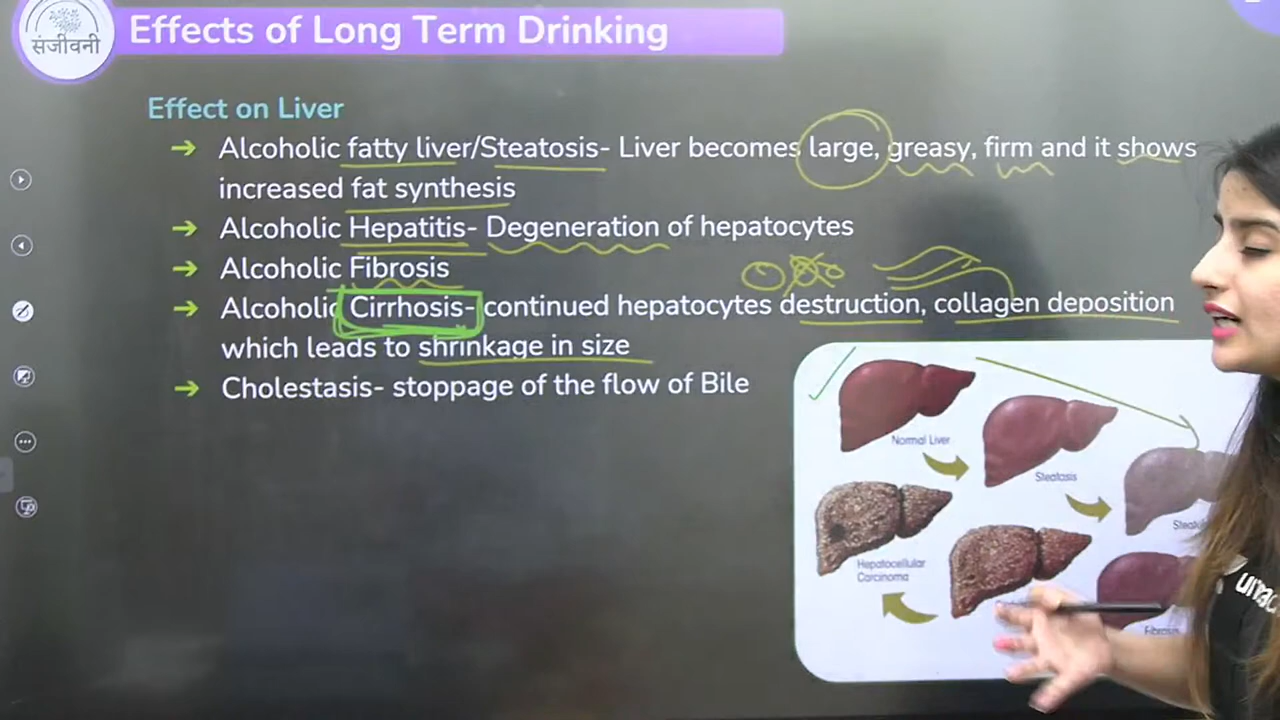 संजीवनी
Effects of Long Term Drinking
Effect on Liver
Alcoholic fatty liver/Steatosis- Liver becomes large, greasy, firm and it shows
increased fat synthesis
Alcoholic Hepatitis- Degeneration of hepatocytes
Alcoholic Fibrosis
Alcoholic Cirrhosis- continued hepatocytes destruction, collagen deposition
which leads to shrinkage in size
Cholestasis- stoppage of the flow of Bile
Normal Liver
Steatasis
Hepatocellular
Carcinoma
Fibrosis